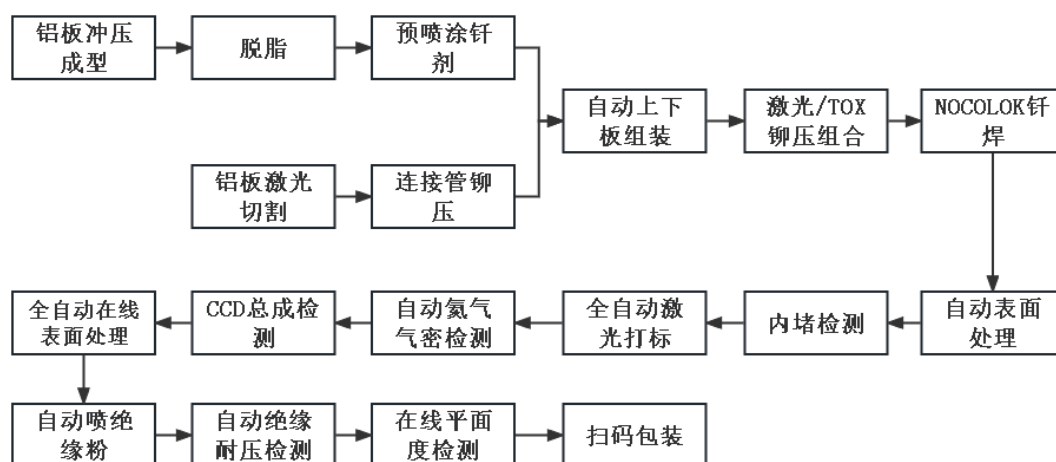 铝板冲压
成型
脱脂
预喷涂钎
剂
铝板激光
切割
连接管铆
压
自动上下
板组装
激光/TOX
铆压组合
NOCOLOK钎
焊
自动表面
处理
内堵检测
全自动激
光打标
自动氦气
气密检测
CCD总成检
测
全自动在线
表面处理
自动喷绝
缘粉
自动绝缘
耐压检测
在线平面
度检测
扫码包装